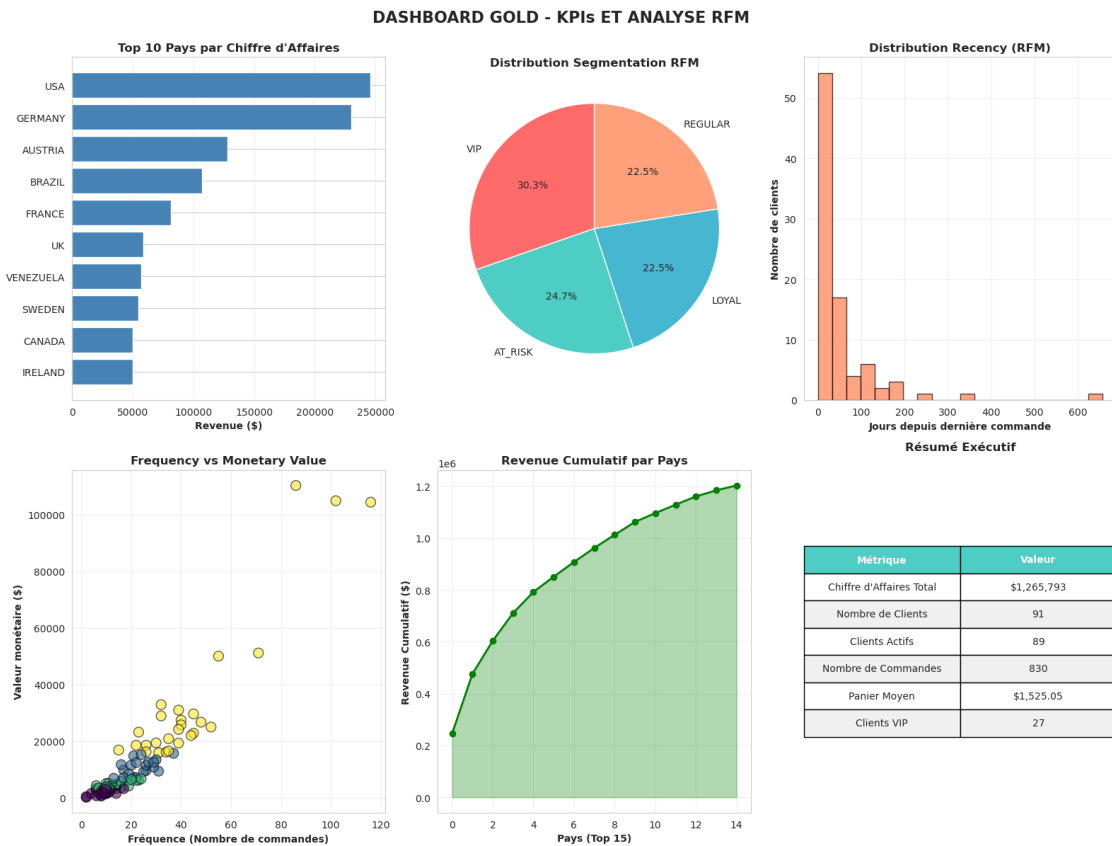 DASHBOARD GOLD - KPIs ET ANALYSE RFM
Top 10 Pays par Chiffre d'Affaires
USA
GERMANY
AUSTRIA
BRAZIL
FRANCE
UK
VENEZUELA
SWEDEN
CANADA
IRELAND
0 50000 100000 150000 200000 250000
Revenue ($)
Distribution Segmentation RFM
REGULAR
VIP
22.5%
30.3%
22.5%
24.7%
LOYAL
AT_RISK
Distribution Recency (RFM)
Nombre de clients
50
40
30
20
10
0
0 100 200 300 400 500 600
Jours depuis dernière commande
Frequency vs Monetary Value
Valeur monétaire ($)
100000
80000
60000
40000
20000
0
0 20 40 60 80 100 120
Fréquence (Nombre de commandes)
Revenue Cumulatif par Pays
1e6
Revenue Cumulatif ($)
1.2
1.0
0.8
0.6
0.4
0.2
0.0
0 2 4 6 8 10 12 14
Pays (Top 15)
Résumé Exécutif
Métrique Valeur
Chiffre d'Affaires Total $1,265,793
Nombre de Clients 91
Clients Actifs 89
Nombre de Commandes 830
Panier Moyen $1,525.05
Clients VIP 27